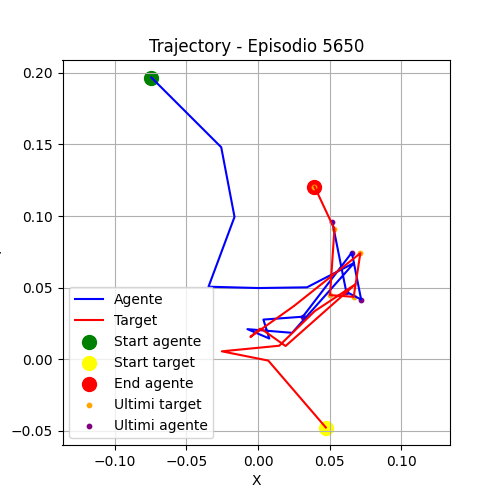 Trajectory - Episodio 5650
0.20
0.15
0.10
0.05
0.00
−0.05
Agente
Target
Start agente
Start target
End agente
Ultimi target
Ultimi agente
−0.10
−0.05
0.00
0.05
0.10
X